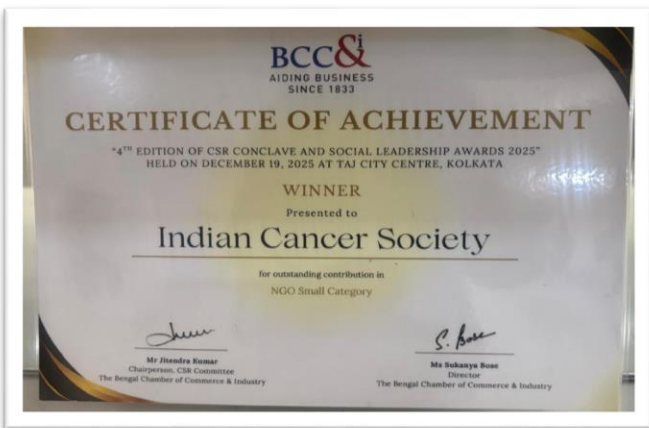 BCC&i
AIDING BUSINESS
SINCE 1833
CERTIFICATE OF ACHIEVEMENT
"4TH EDITION OF CSR CONCLAVE AND SOCIAL LEADERSHIP AWARDS 2025"
HELD ON DECEMBER 19, 2025 AT TAJ CITY CENTRE, KOLKATA
WINNER
Presented to
Indian Cancer Society
for outstanding contribution in
NGO Small Category
S. Bose
Mr Jitendra Kumar
Chairperson, CSR Committee
The Bengal Chamber of Commerce & Industry
Ms Sukanya Bose
Director
The Bengal Chamber of Commerce & Industry